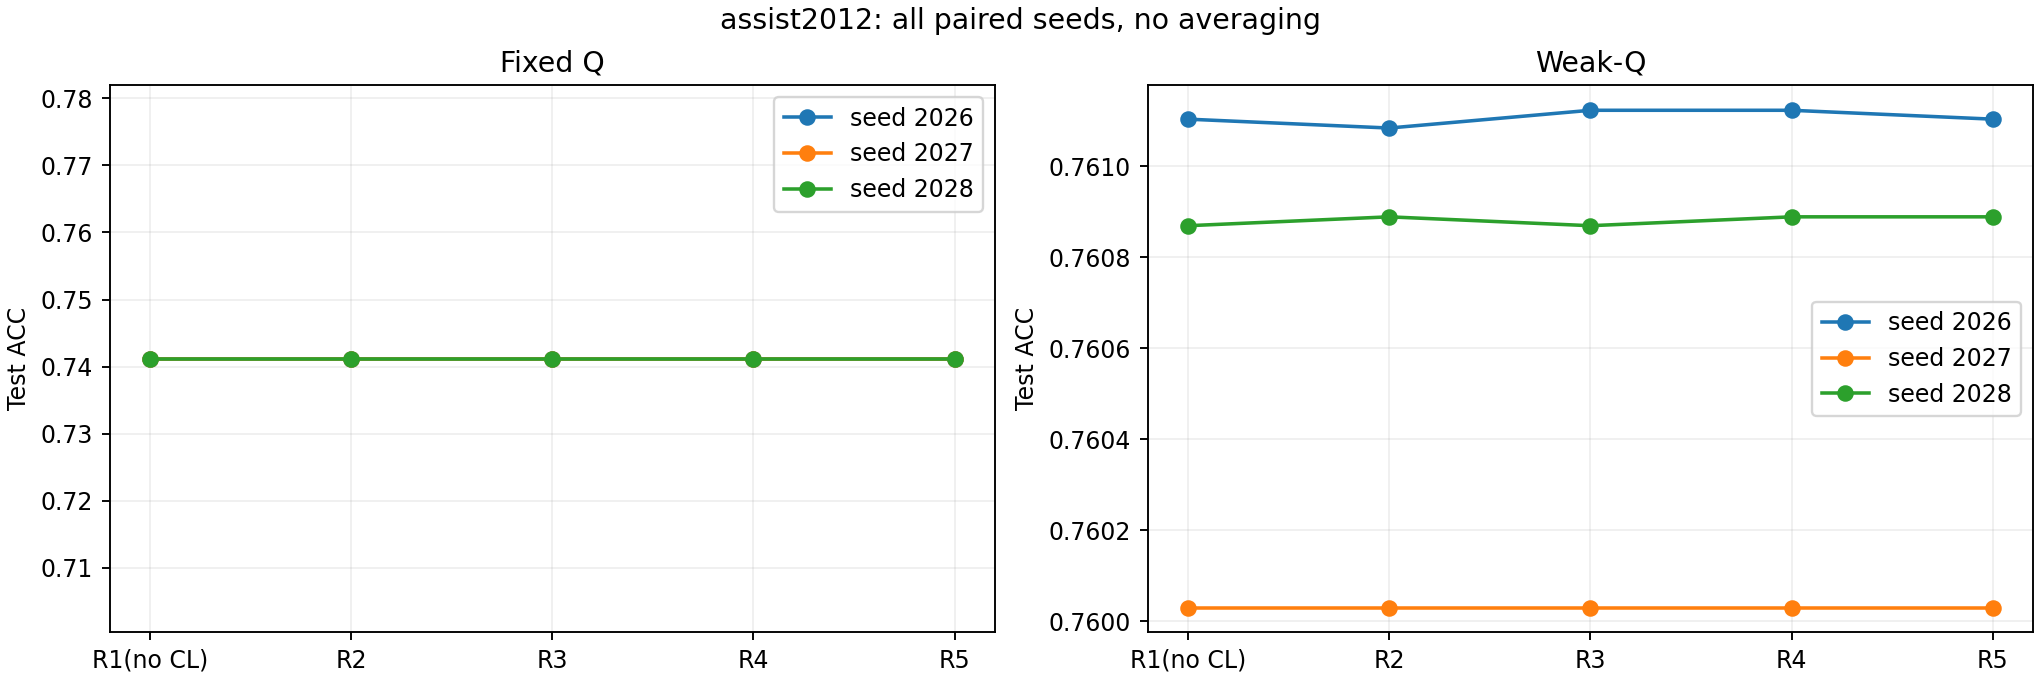 assist2012: all paired seeds, no averaging
Fixed Q
Test ACC
0.78
0.77
0.76
0.75
0.74
0.73
0.72
0.71
seed 2026
seed 2027
seed 2028
R1(no CL) R2 R3 R4 R5
Weak-Q
Test ACC
0.7610
0.7608
0.7606
0.7604
0.7602
0.7600
seed 2026
seed 2027
seed 2028
R1(no CL) R2 R3 R4 R5